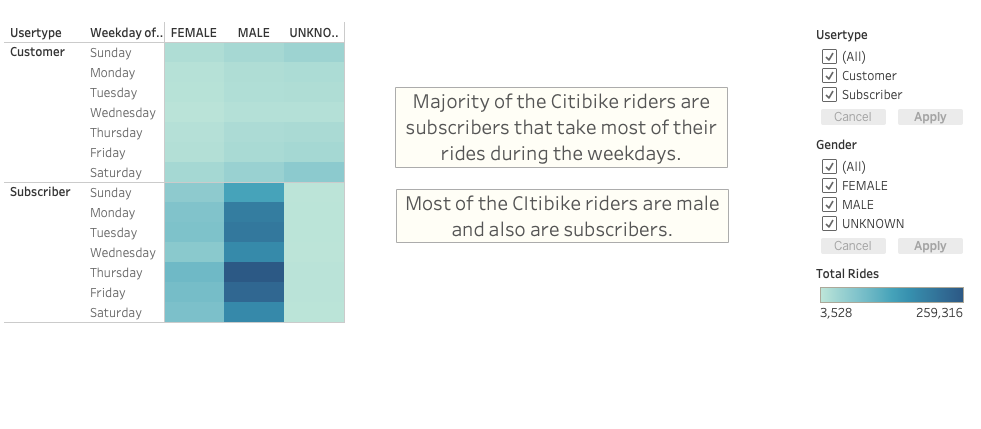 Usertype Weekday of.. FEMALE MALE UNKNO..
Customer Sunday
Monday
Tuesday
Wednesday
Thursday
Friday
Saturday
Subscriber Sunday
Monday
Tuesday
Wednesday
Thursday
Friday
Saturday
Majority of the Citibike riders are
subscribers that take most of their
rides during the weekdays.
Most of the CItibike riders are male
and also are subscribers.
Usertype
(All)
Customer
Subscriber
Cancel Apply
Gender
(All)
FEMALE
MALE
UNKNOWN
Cancel Apply
Total Rides
3,528 259,316